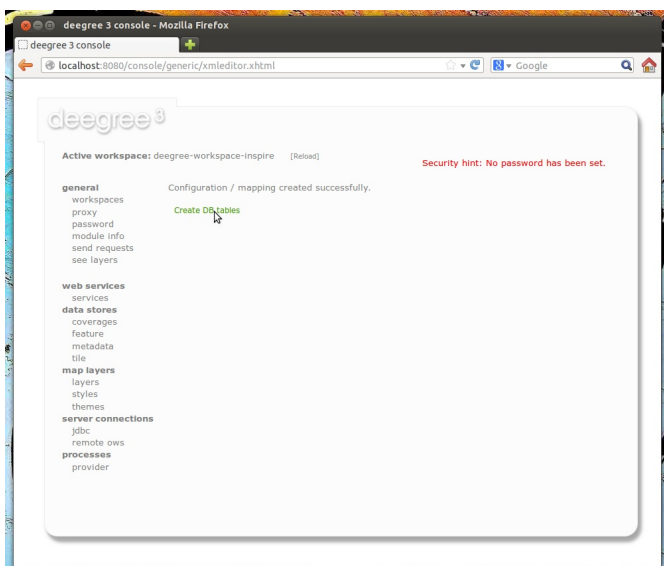 deegree 3 console - Mozilla Firefox
deegree 3 console
localhost:8080/console/generic/xmleditor.xhtml
Google
deegree 3
Active workspace: deegree-workspace-inspire [Reload]
Security hint: No password has been set.
general
workspaces
proxy
password
module info
send requests
see layers
web services
services
data stores
coverages
feature
metadata
tile
map layers
layers
styles
themes
server connections
jdbc
remote ows
processes
provider
Configuration / mapping created successfully.
Create DB tables